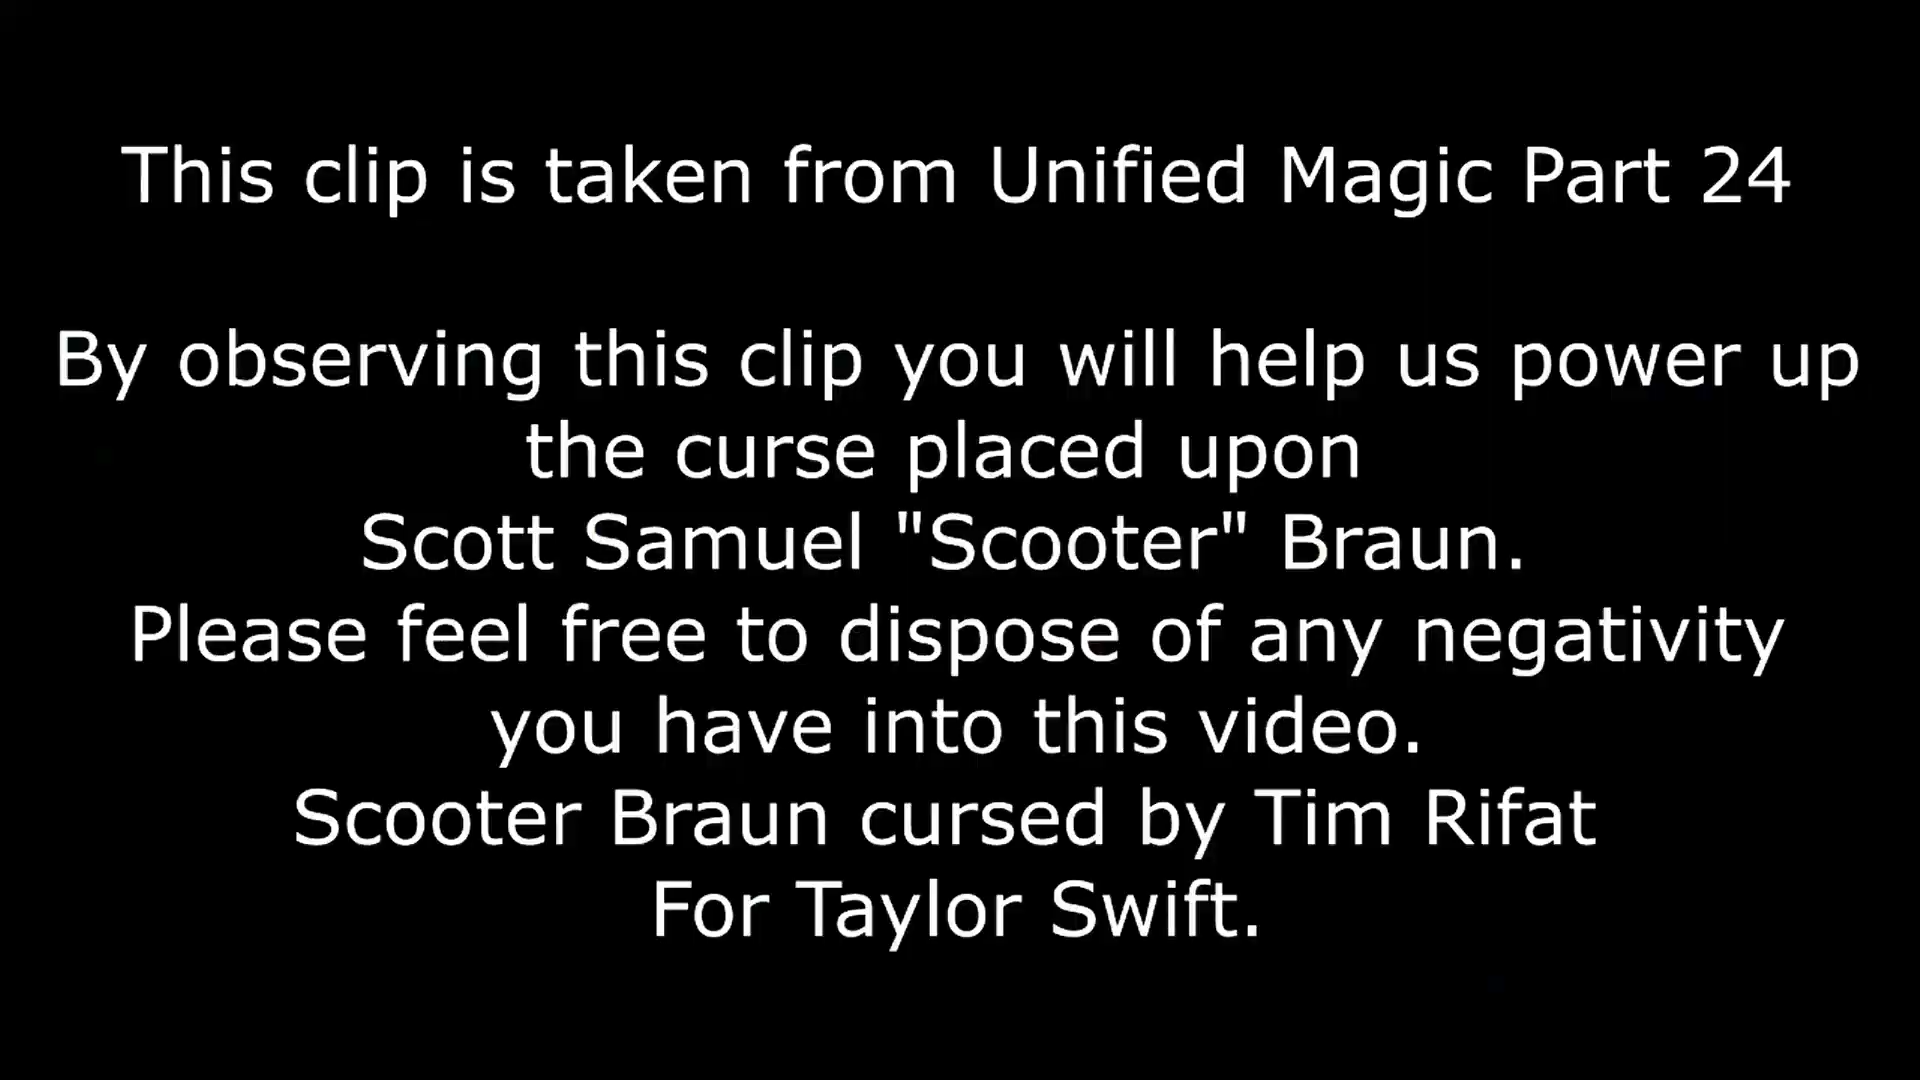 This clip is taken from Unified Magic Part 24
By observing this clip you will help us power up
the curse placed upon
Scott Samuel "Scooter" Braun.
Please feel free to dispose of any negativity
you have into this video.
Scooter Braun cursed by Tim Rifat
For Taylor Swift.